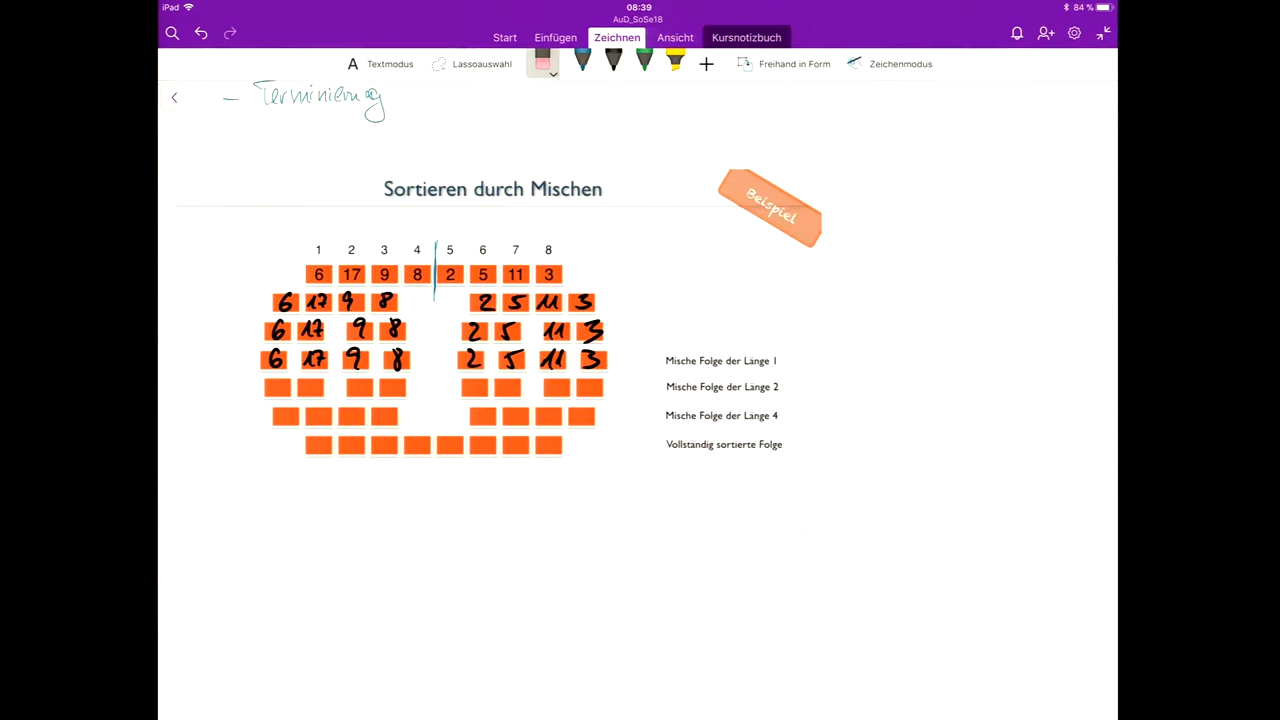 iPad 08:39 84 %
AuD_SoSe18
Start Einfügen Zeichnen Ansicht Kursnotizbuch
A Textmodus Lassoauswahl Freihand in Form Zeichenmodus
– Terminierung
Sortieren durch Mischen
Beispiel
1 2 3 4 5 6 7 8
6 17 9 8 2 5 11 3
6 17 9 8 2 5 11 3
6 17 9 8 2 5 11 3
6 17 9 8 2 5 11 3 Mische Folge der Länge 1
Mische Folge der Länge 2
Mische Folge der Länge 4
Vollständig sortierte Folge